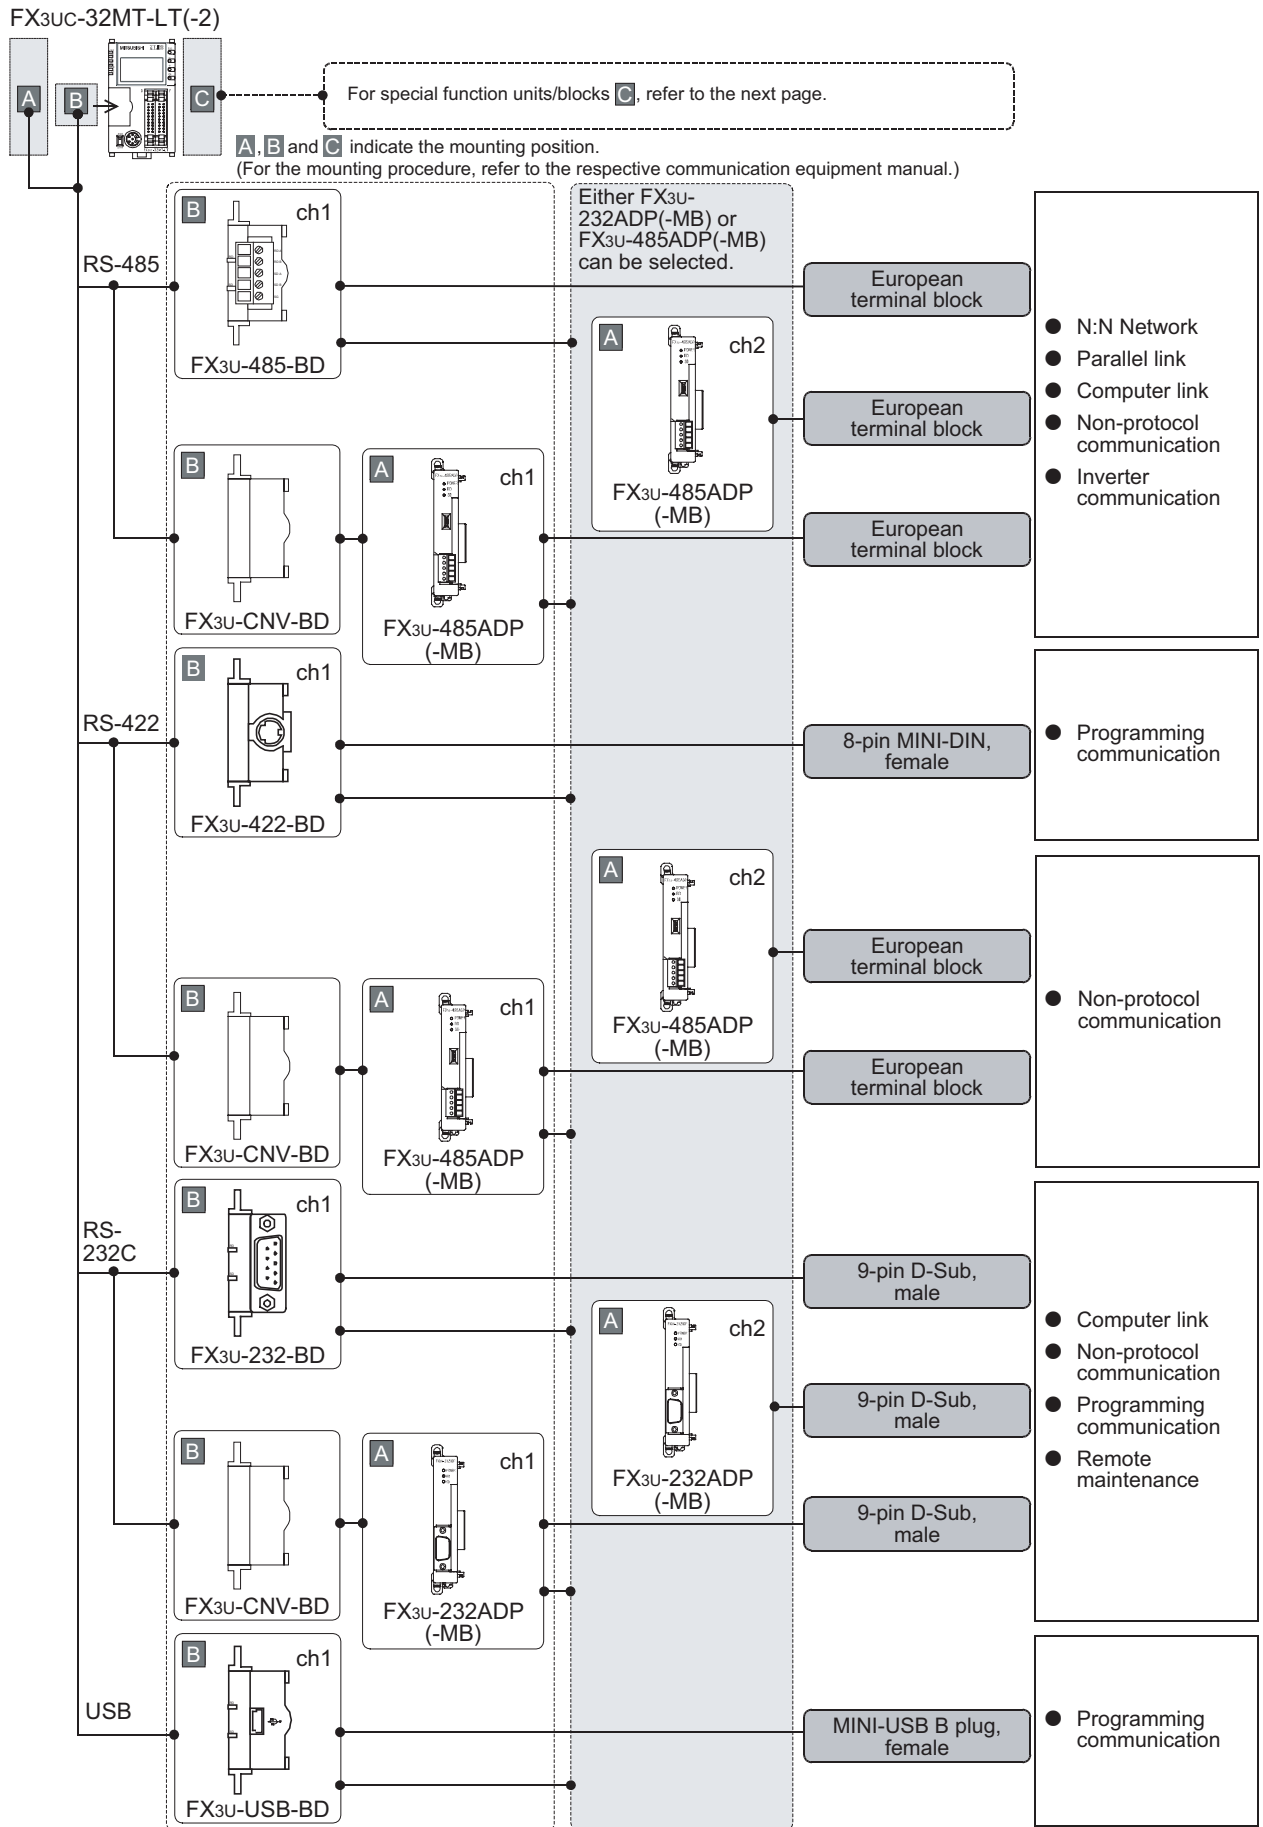 FX3UC-32MT-LT(-2)
A
B
C
For special function units/blocks C, refer to the next page.
A, B and C indicate the mounting position.
(For the mounting procedure, refer to the respective communication equipment manual.)
Either FX3U-
232ADP(-MB) or
FX3U-485ADP(-MB)
can be selected.
RS-485
B
ch1
FX3U-485-BD
European
terminal block
A
ch2
FX3U-485ADP
(-MB)
European
terminal block
B
FX3U-CNV-BD
A
ch1
FX3U-485ADP
(-MB)
European
terminal block
● N:N Network
● Parallel link
● Computer link
● Non-protocol
communication
● Inverter
communication
RS-422
B
ch1
FX3U-422-BD
8-pin MINI-DIN,
female
● Programming
communication
A
ch2
FX3U-485ADP
(-MB)
European
terminal block
B
FX3U-CNV-BD
A
ch1
FX3U-485ADP
(-MB)
European
terminal block
● Non-protocol
communication
RS-
232C
B
ch1
FX3U-232-BD
9-pin D-Sub,
male
A
ch2
FX3U-232ADP
(-MB)
9-pin D-Sub,
male
B
FX3U-CNV-BD
A
ch1
FX3U-232ADP
(-MB)
9-pin D-Sub,
male
● Computer link
● Non-protocol
communication
● Programming
communication
● Remote
maintenance
USB
B
ch1
FX3U-USB-BD
MINI-USB B plug,
female
● Programming
communication